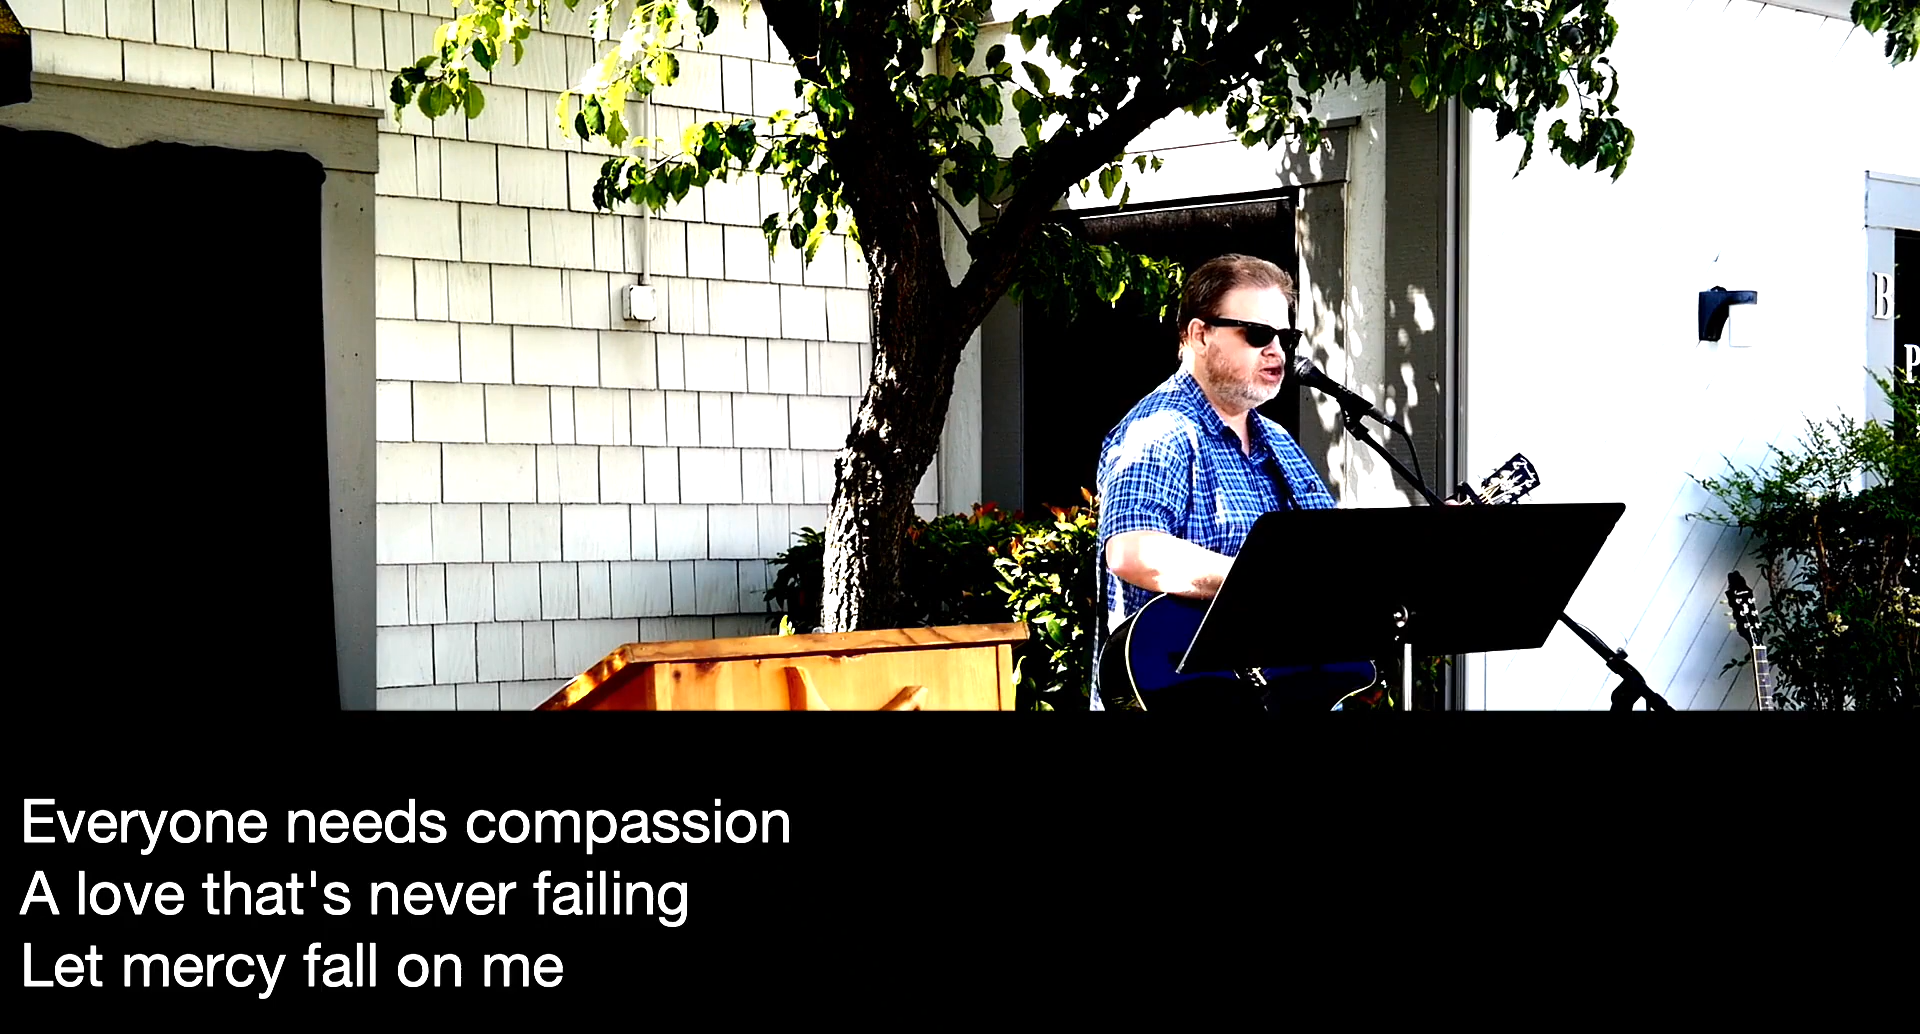 B
P
Everyone needs compassion
A love that's never failing
Let mercy fall on me